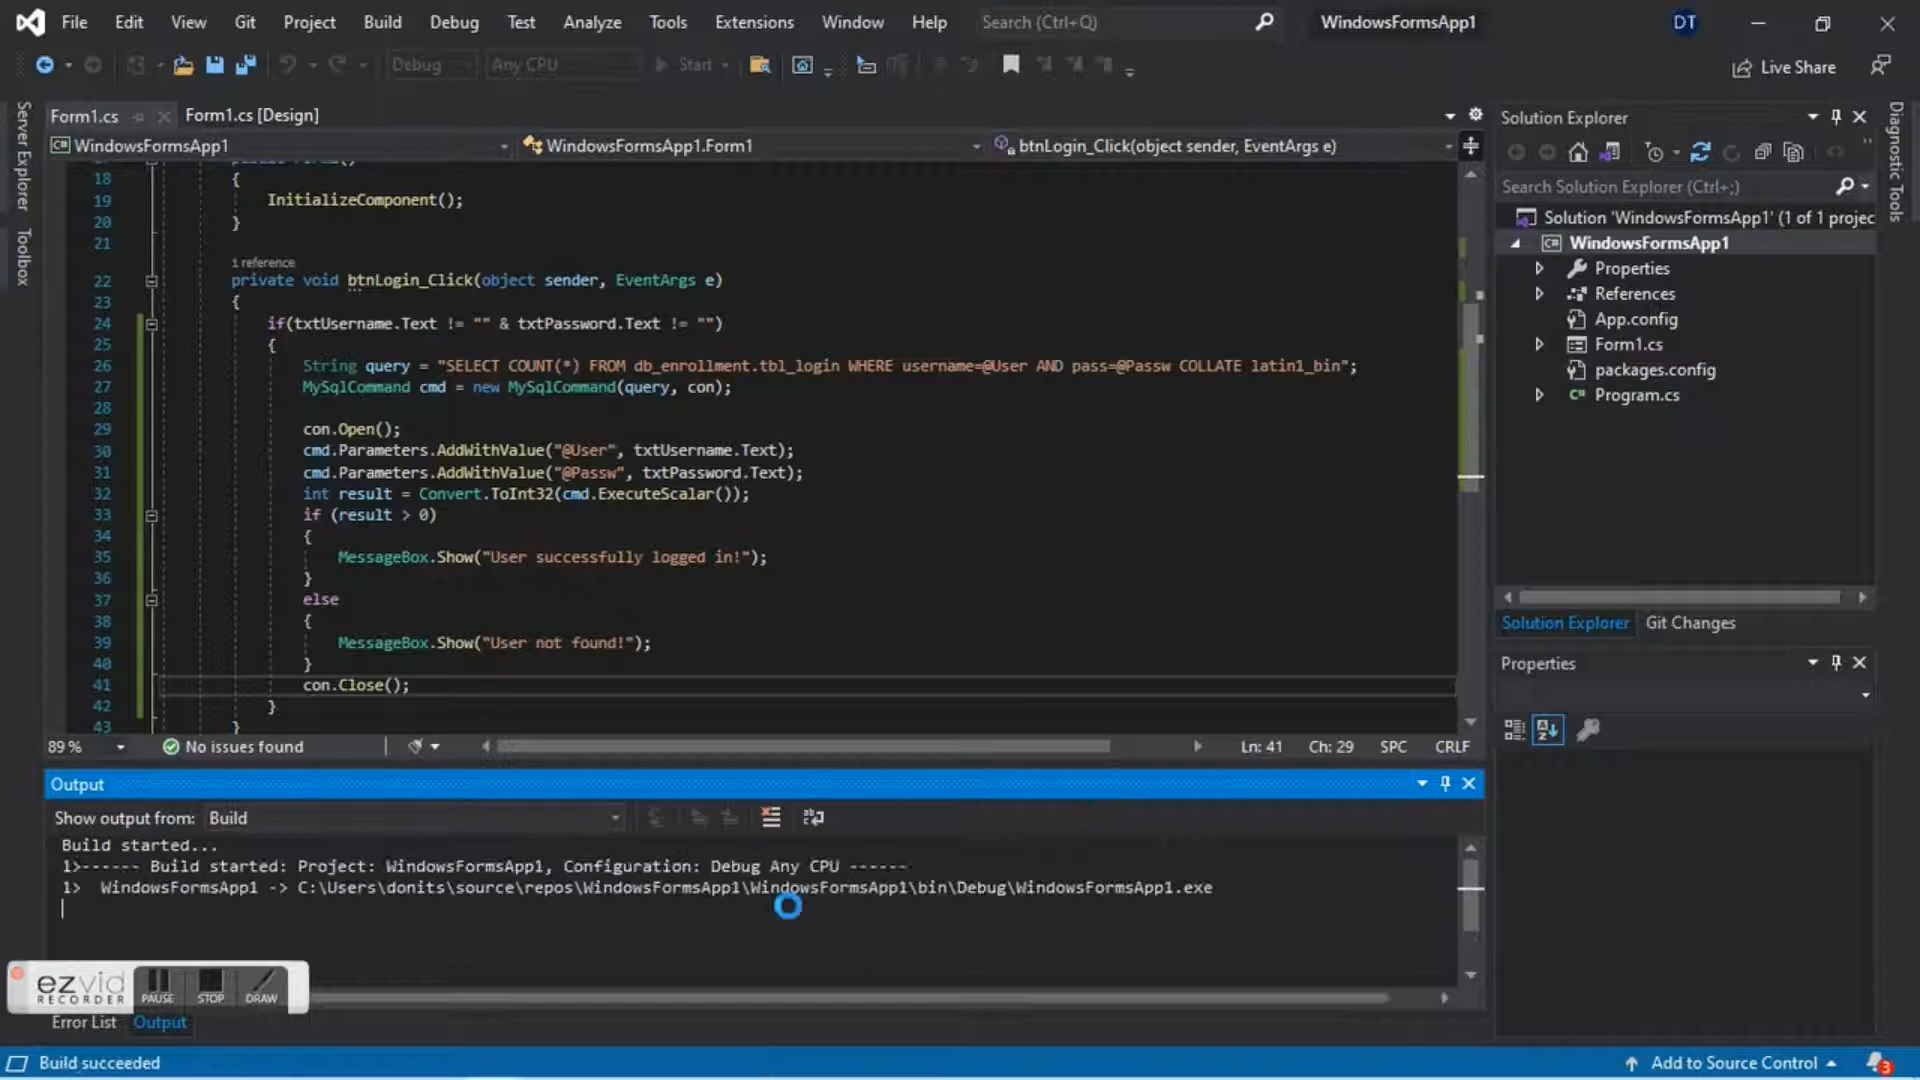 File Edit View Git Project Build Debug Test Analyze Tools Extensions Window Help Search (Ctrl+Q) WindowsFormsApp1 DT
Debug Any CPU Start Live Share
Server Explorer
Toolbox
Form1.cs Form1.cs [Design]
WindowsFormsApp1 WindowsFormsApp1.Form1 btnLogin_Click(object sender, EventArgs e)
18 {
19 InitializeComponent();
20 }
21
1 reference
22 private void btnLogin_Click(object sender, EventArgs e)
23 {
24 if(txtUsername.Text != "" & txtPassword.Text != "")
25 {
26 String query = "SELECT COUNT(*) FROM db_enrollment.tbl_login WHERE username=@User AND pass=@Passw COLLATE latin1_bin";
27 MySqlCommand cmd = new MySqlCommand(query, con);
28
29 con.Open();
30 cmd.Parameters.AddWithValue("@User", txtUsername.Text);
31 cmd.Parameters.AddWithValue("@Passw", txtPassword.Text);
32 int result = Convert.ToInt32(cmd.ExecuteScalar());
33 if (result > 0)
34 {
35 MessageBox.Show("User successfully logged in!");
36 }
37 else
38 {
39 MessageBox.Show("User not found!");
40 }
41 con.Close();
42 }
43 }
89 % No issues found Ln: 41 Ch: 29 SPC CRLF
Output
Show output from: Build
Build started...
1>------ Build started: Project: WindowsFormsApp1, Configuration: Debug Any CPU ------
1> WindowsFormsApp1 -> C:\Users\donits\source\repos\WindowsFormsApp1\WindowsFormsApp1\bin\Debug\WindowsFormsApp1.exe
ezvid
RECORDER PAUSE STOP DRAW
Error List Output
Build succeeded Add to Source Control 3
Solution Explorer
Search Solution Explorer (Ctrl+;)
Solution 'WindowsFormsApp1' (1 of 1 projec
WindowsFormsApp1
Properties
References
App.config
Form1.cs
packages.config
Program.cs
Solution Explorer Git Changes
Properties
Diagnostic Tools